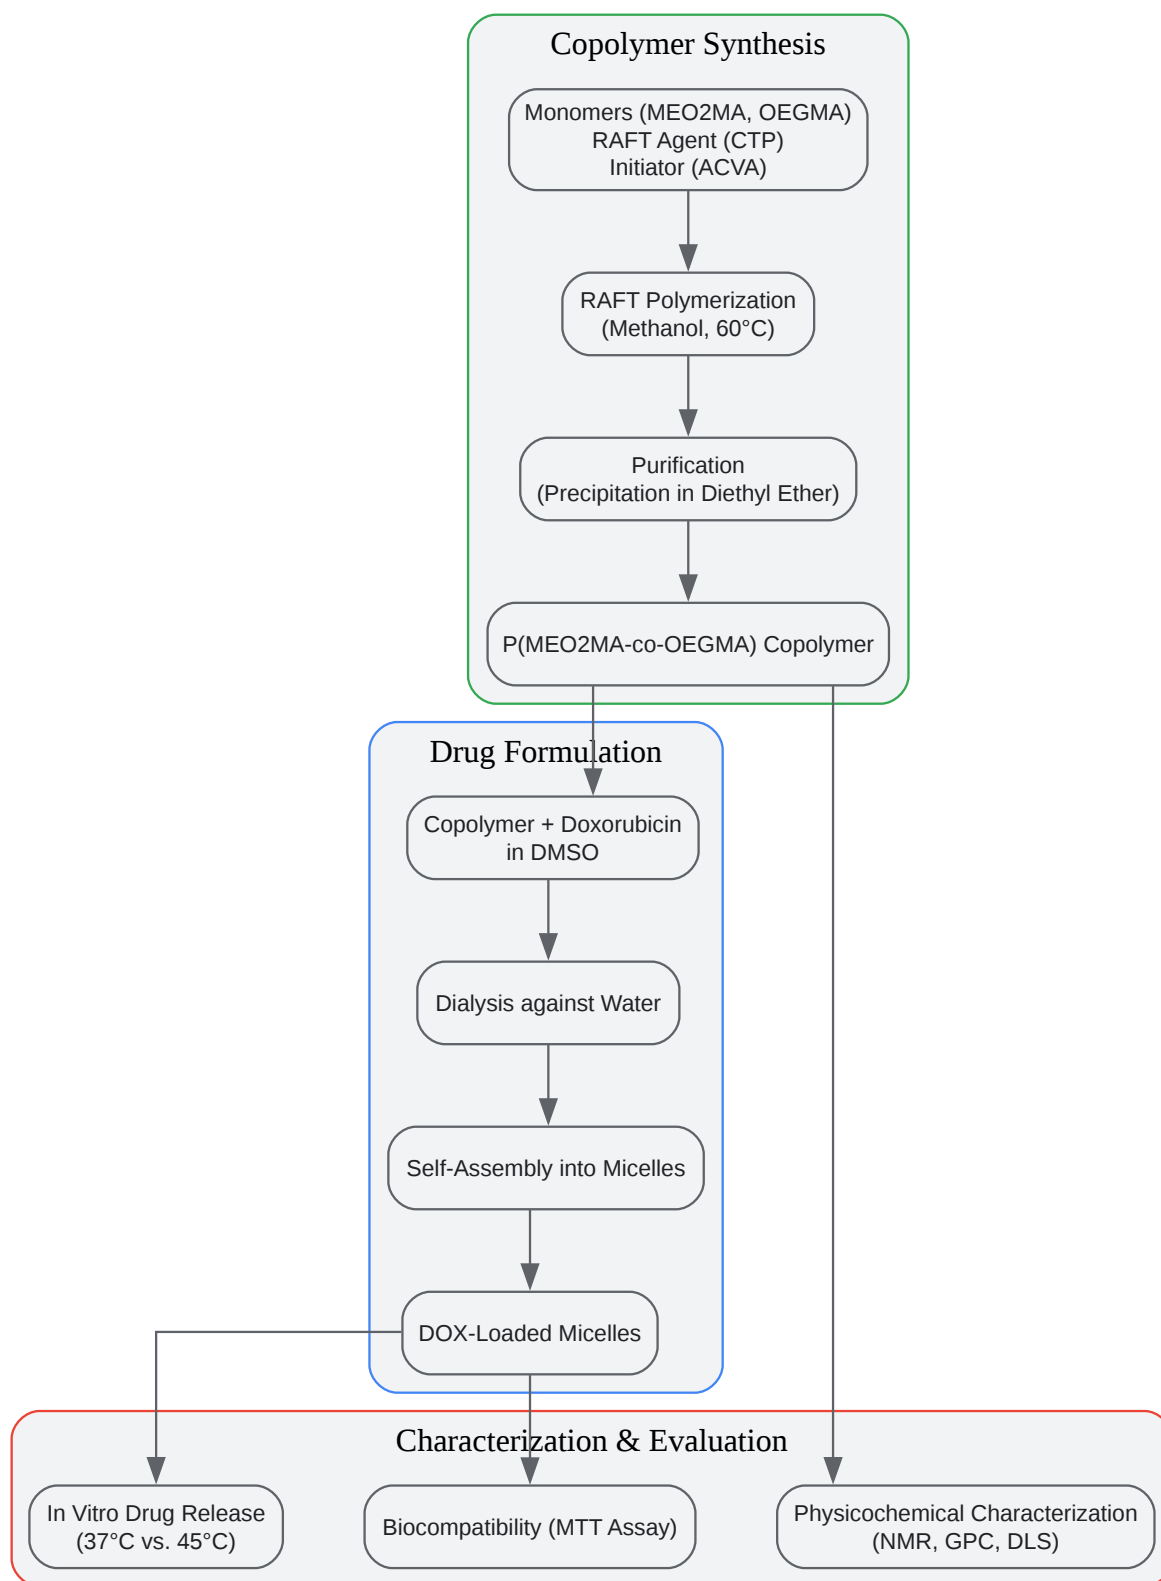 Copolymer Synthesis
Monomers (MEO2MA, OEGMA)
RAFT Agent (CTP)
Initiator (ACVA)
RAFT Polymerization
(Methanol, 60°C)
Purification
(Precipitation in Diethyl Ether)
P(MEO2MA-co-OEGMA) Copolymer
Drug Formulation
Copolymer + Doxorubicin
in DMSO
Dialysis against Water
Self-Assembly into Micelles
DOX-Loaded Micelles
Characterization & Evaluation
In Vitro Drug Release
(37°C vs. 45°C)
Biocompatibility (MTT Assay)
Physicochemical Characterization
(NMR, GPC, DLS)